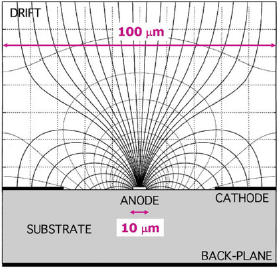 DRIFT
100 μm
ANODE
CATHODE
SUBSTRATE
10 μm
BACK-PLANE